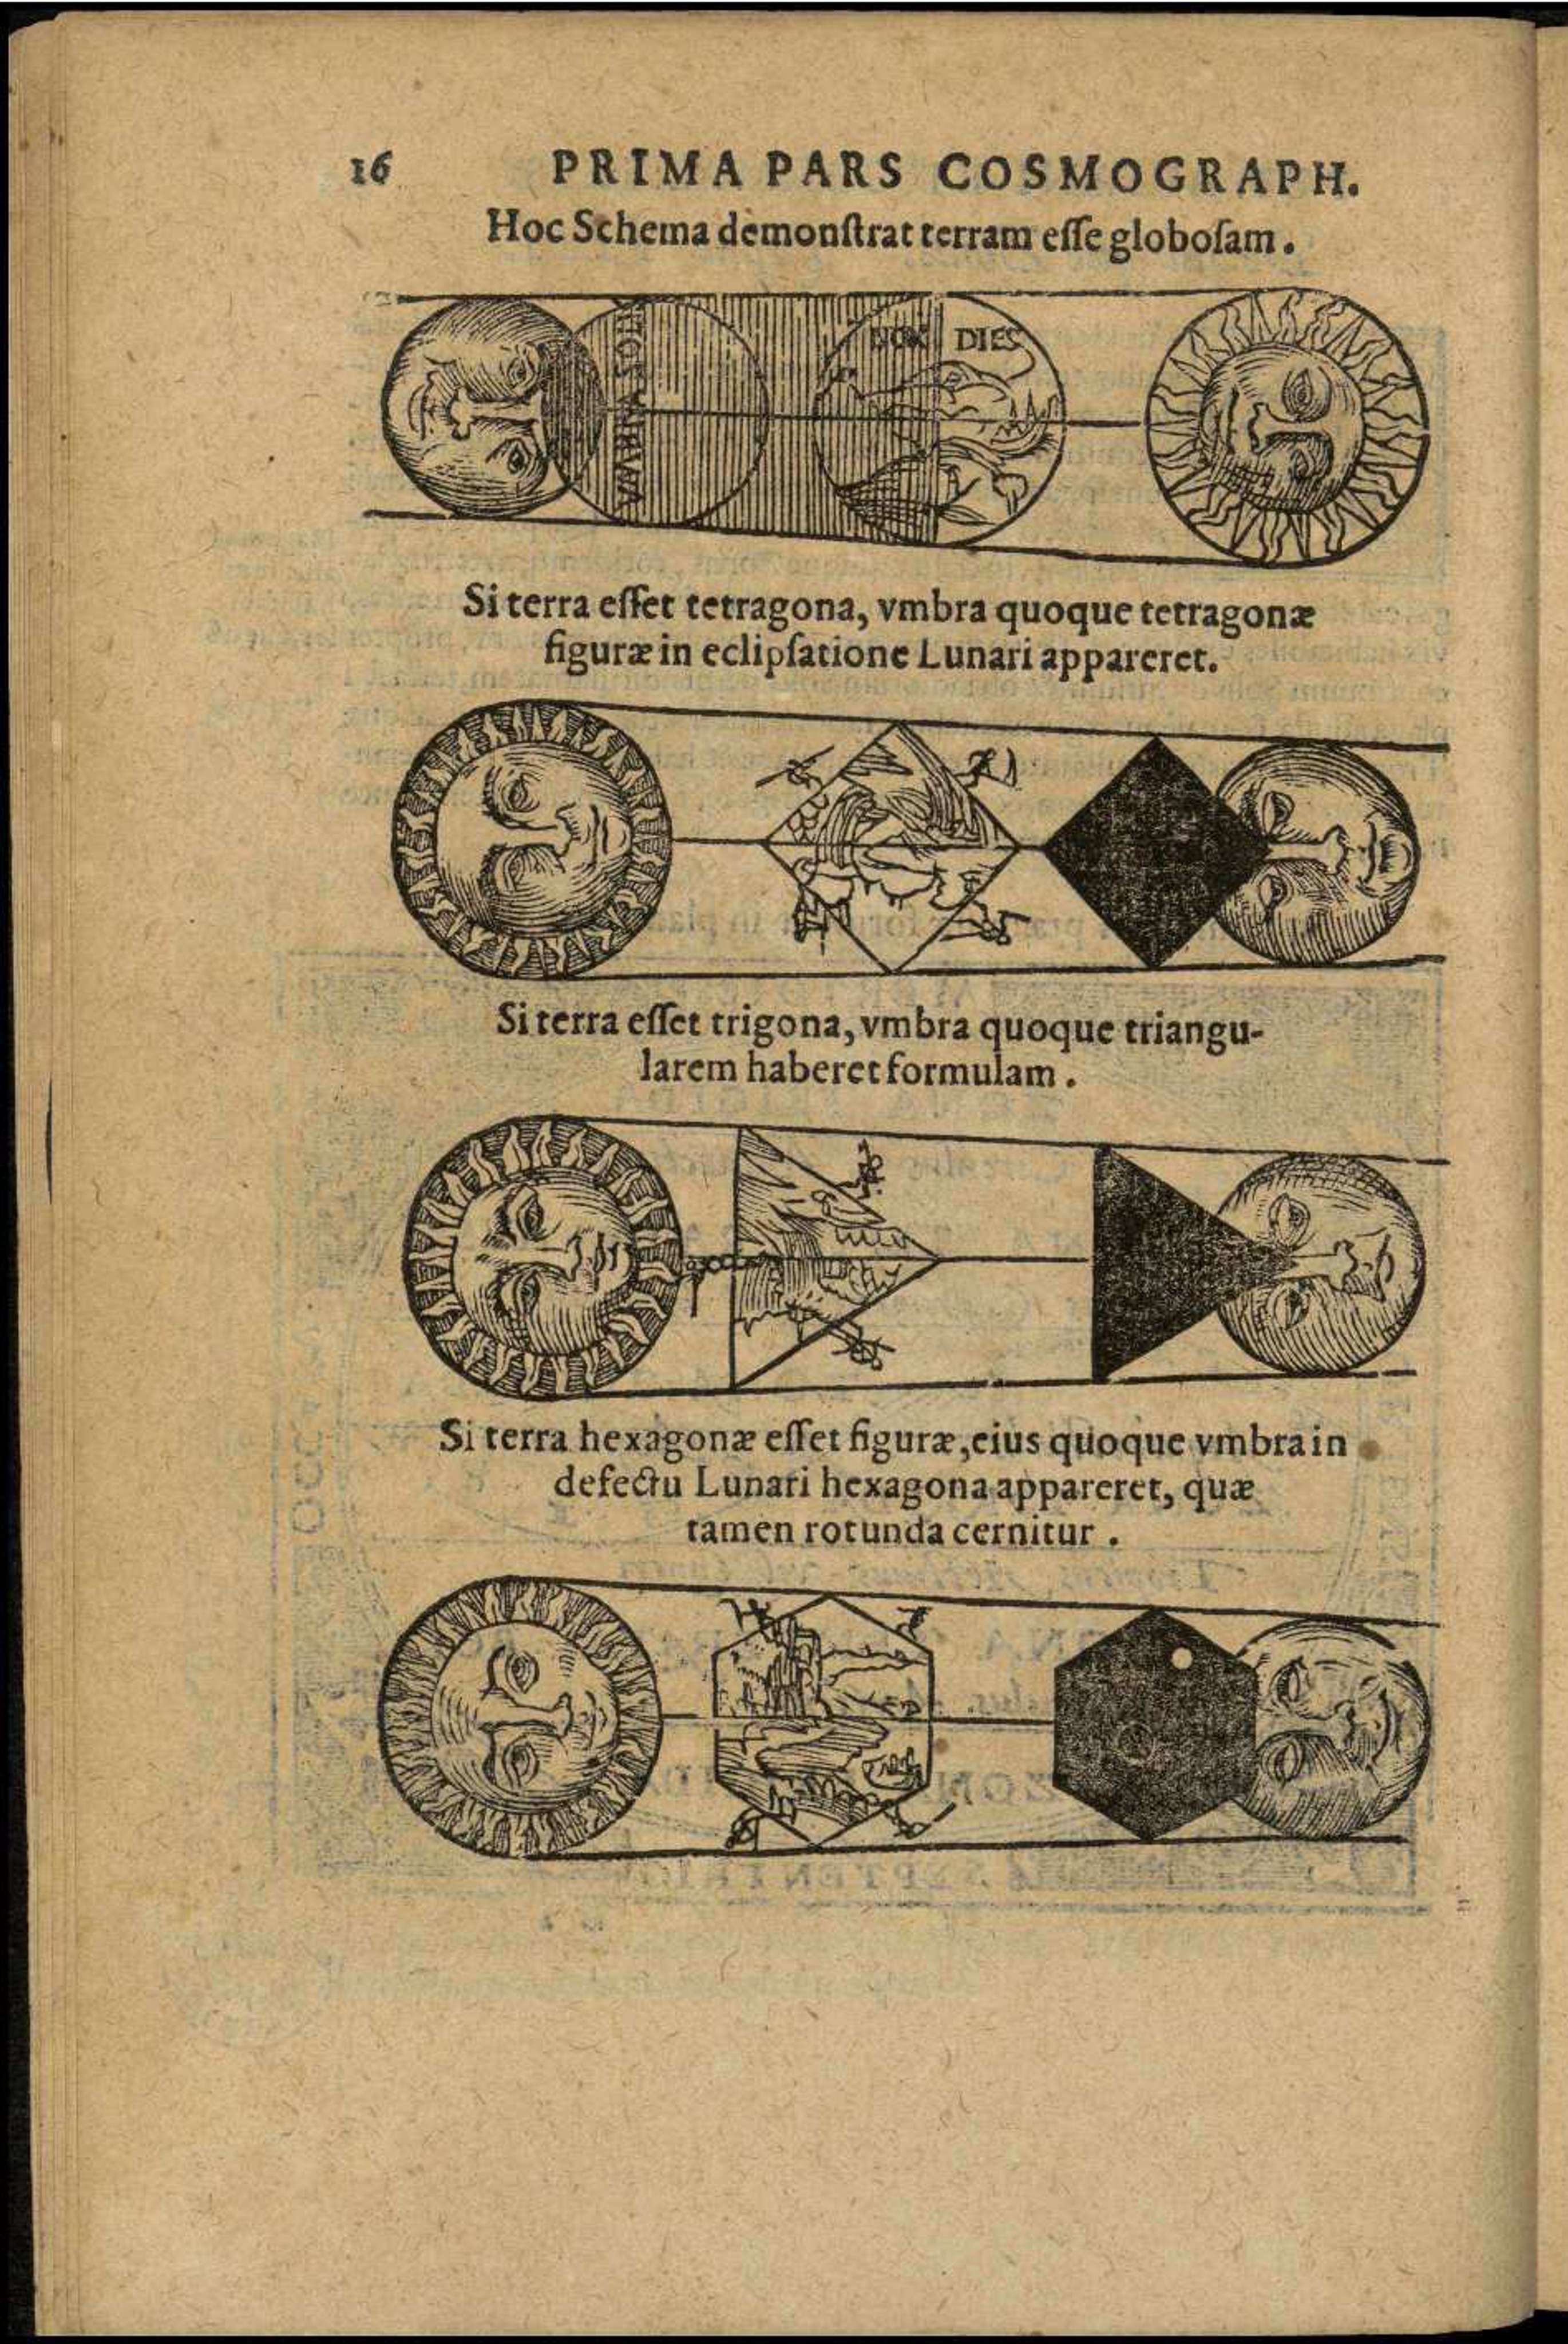 16 PRIMA PARS COSMOGRAPH.
Hoc Schema demonſtrat terram eſſe globoſam.
NOX DIES
Si terra eſſet tetragona, vmbra quoque tetragonæ
figuræ in eclipſatione Lunari appareret.
Si terra eſſet trigona, vmbra quoque triangu-
larem haberet formulam.
Si terra hexagonæ eſſet figuræ, eius quoque vmbra in
defectu Lunari hexagona appareret, quæ
tamen rotunda cernitur.